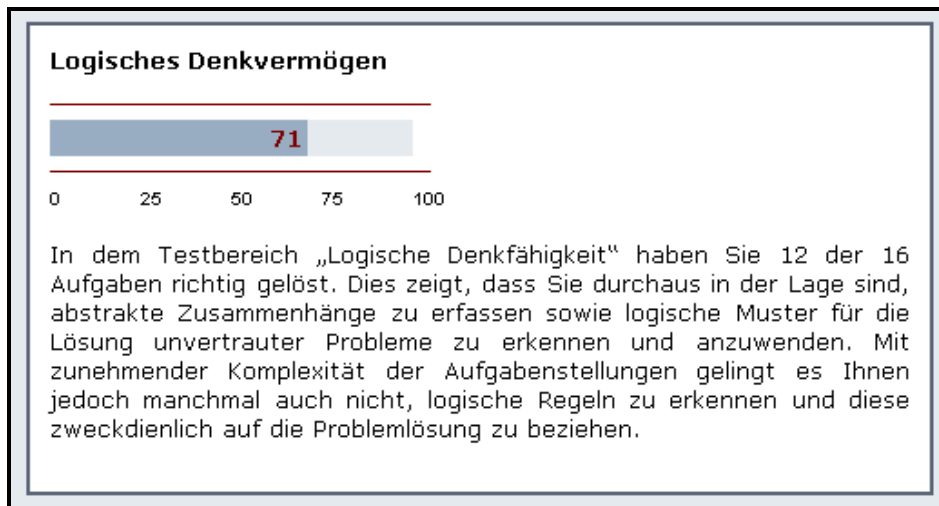 Logisches Denkvermögen
71
0 25 50 75 100
In dem Testbereich „Logische Denkfähigkeit“ haben Sie 12 der 16
Aufgaben richtig gelöst. Dies zeigt, dass Sie durchaus in der Lage sind,
abstrakte Zusammenhänge zu erfassen sowie logische Muster für die
Lösung unvertrauter Probleme zu erkennen und anzuwenden. Mit
zunehmender Komplexität der Aufgabenstellungen gelingt es Ihnen
jedoch manchmal auch nicht, logische Regeln zu erkennen und diese
zweckdienlich auf die Problemlösung zu beziehen.